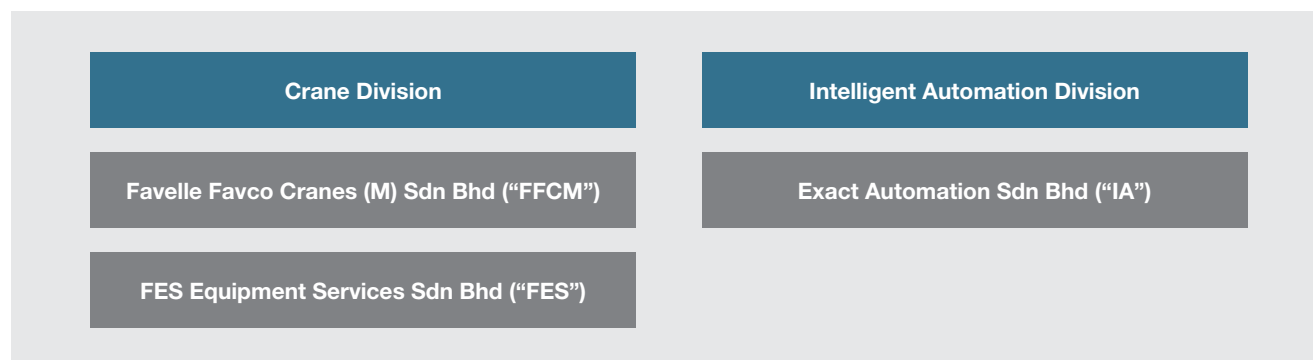 Crane Division
Favelle Favco Cranes (M) Sdn Bhd (“FFCM”)
FES Equipment Services Sdn Bhd (“FES”)
Intelligent Automation Division
Exact Automation Sdn Bhd (“IA”)